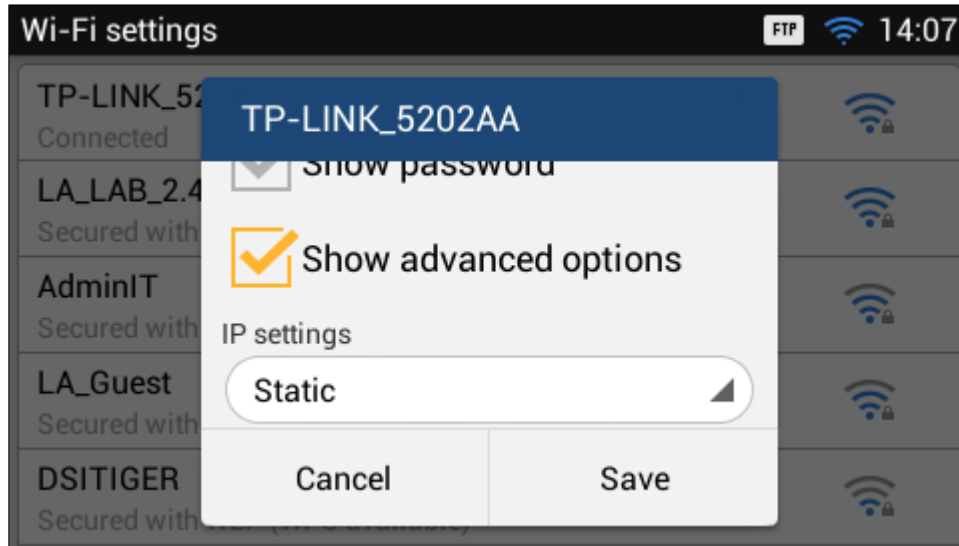 Wi-Fi settings FTP 14:07
TP-LINK_52
Connected
TP-LINK_5202AA
Show password
LA_LAB_2.4
Secured with
Show advanced options
AdminIT
Secured with
IP settings
LA_Guest
Static
Secured with
DSITIGER
Cancel Save
Secured with